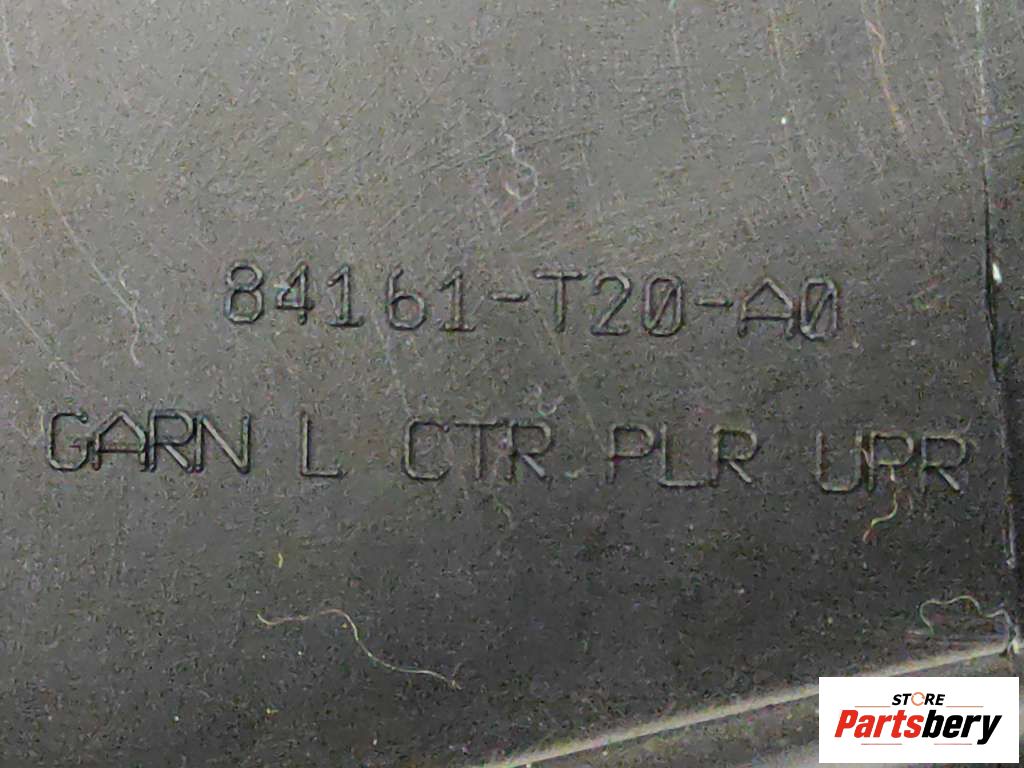 84161-T20-A0
GARN L CTR PLR UPR
STORE
Partsbery